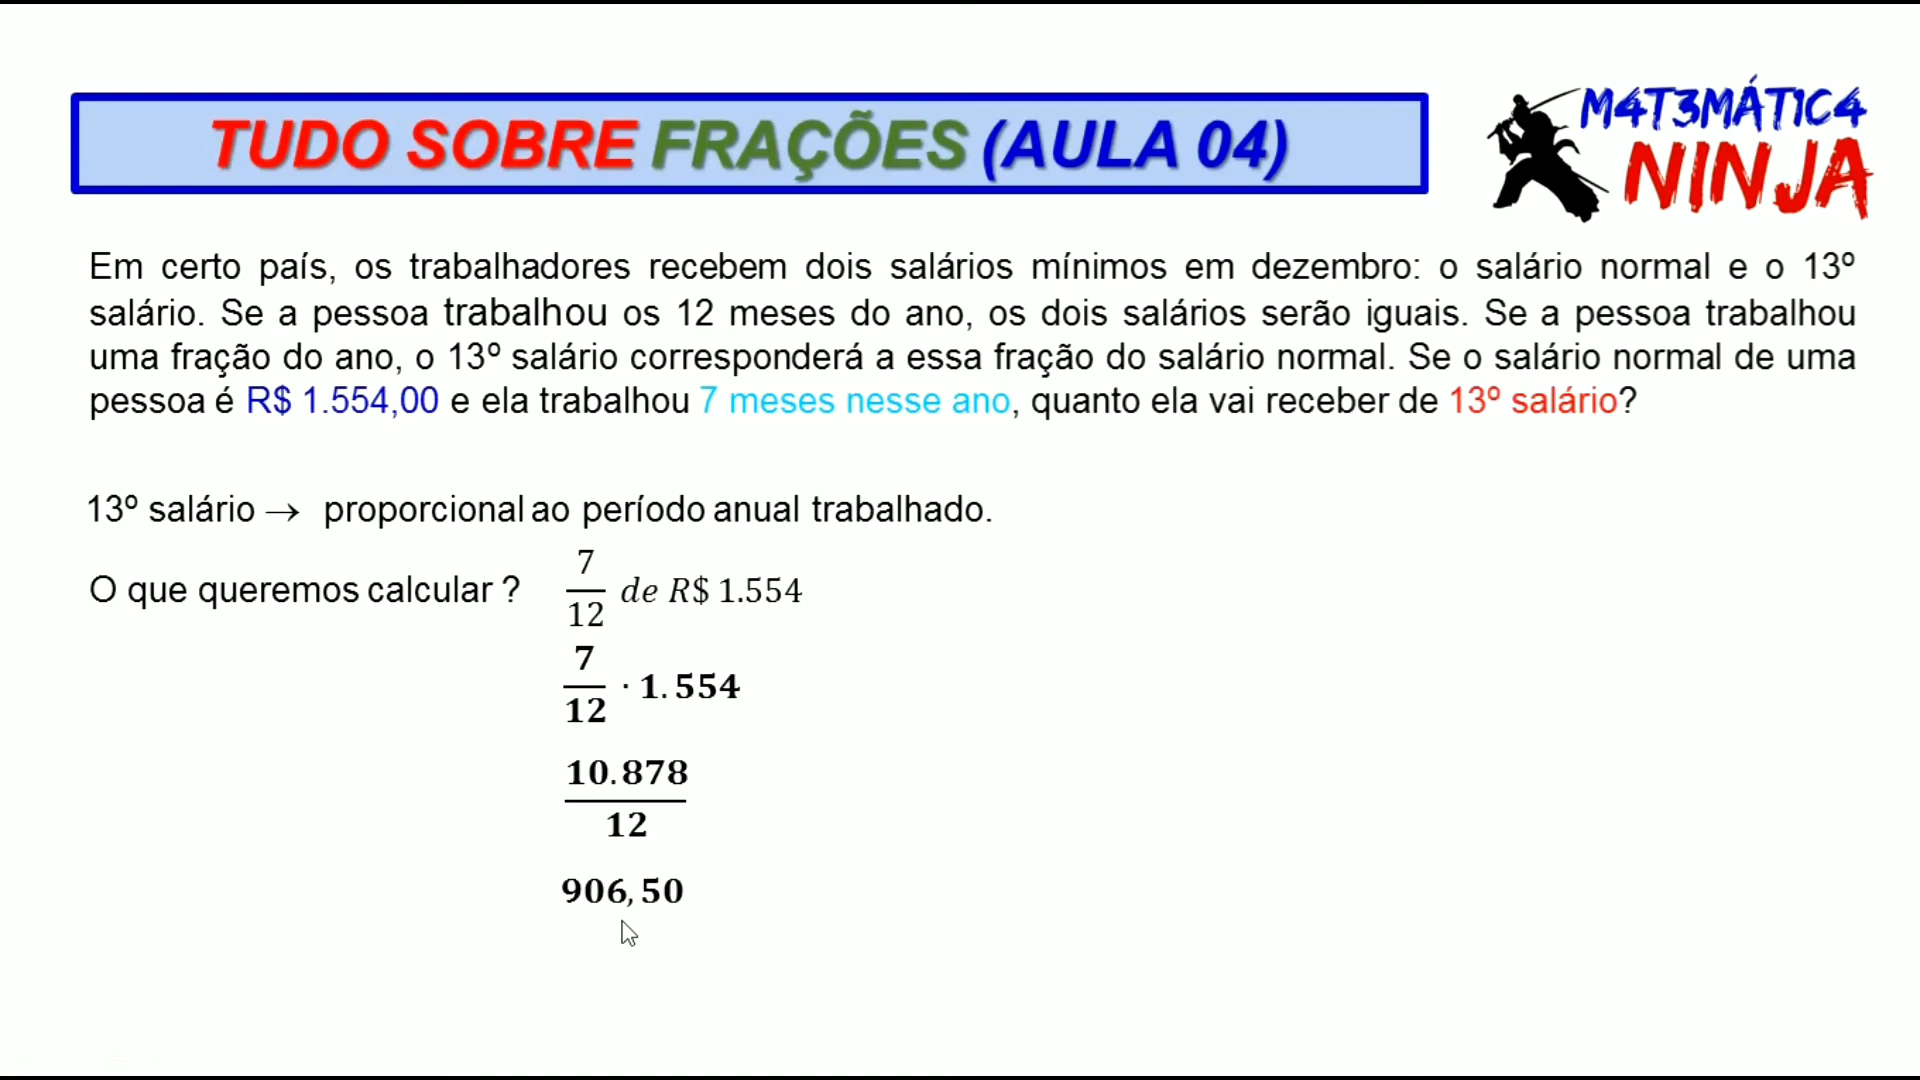 TUDO SOBRE FRAÇÕES (AULA 04)
M4T3MÁT1C4
NINJA
Em certo país, os trabalhadores recebem dois salários mínimos em dezembro: o salário normal e o 13º
salário. Se a pessoa trabalhou os 12 meses do ano, os dois salários serão iguais. Se a pessoa trabalhou
uma fração do ano, o 13º salário corresponderá a essa fração do salário normal. Se o salário normal de uma
pessoa é R$ 1.554,00 e ela trabalhou 7 meses nesse ano, quanto ela vai receber de 13º salário?
13º salário → proporcional ao período anual trabalhado.
O que queremos calcular ? 7/12 de R$ 1.554
7/12 · 1.554
10.878/12
906,50